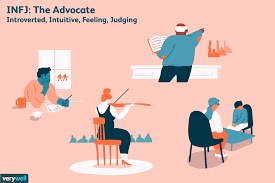 INFJ: The Advocate
Introverted, Intuitive, Feeling, Judging
verywell